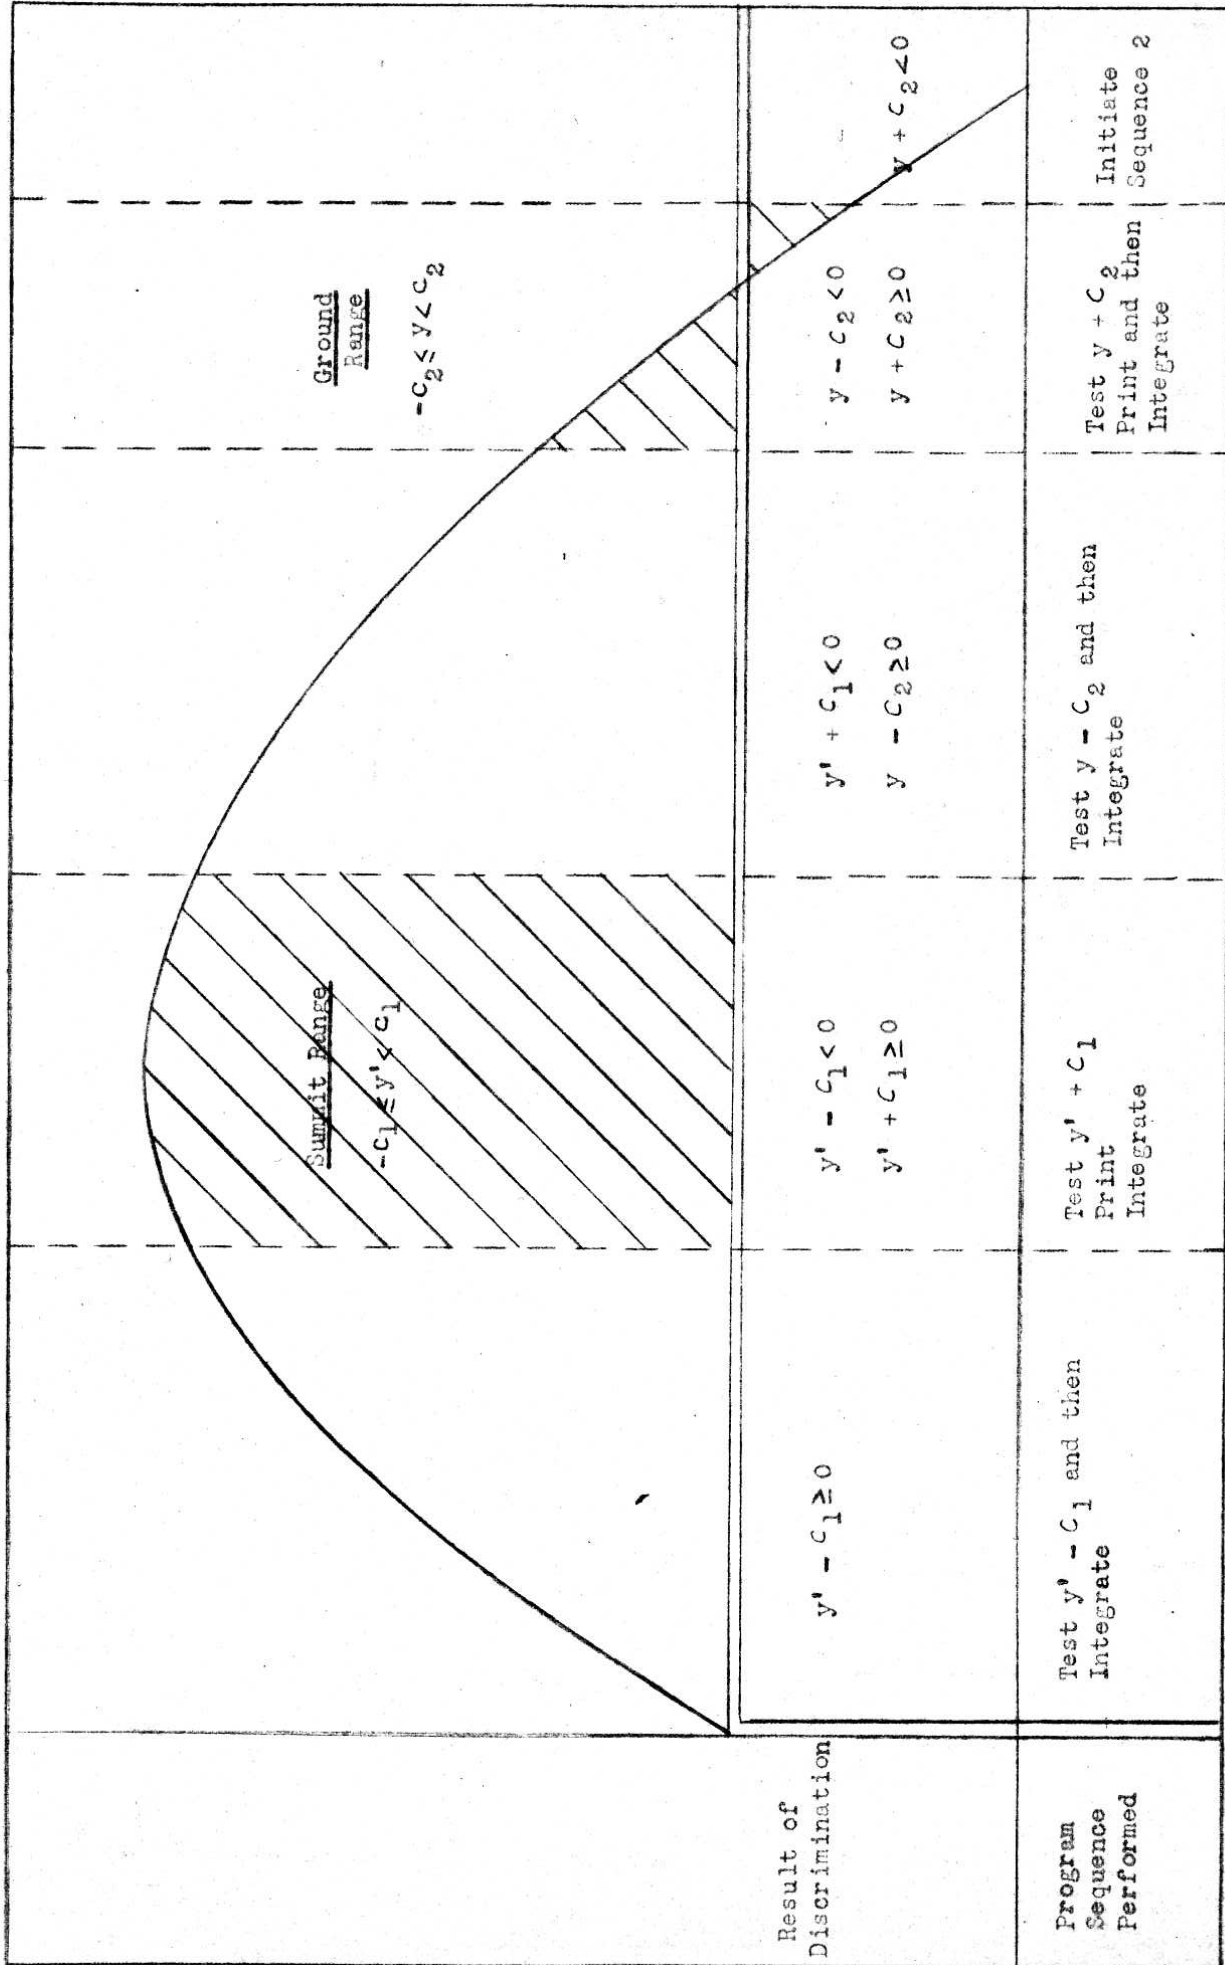 Ground
Range
-C₂ ≤ y < C₂
Summit Range
-C₁ ≤ y' < C₁
Result of
Discrimination
y' - C₁ ≥ 0
y' - C₁ < 0
y' + C₁ ≥ 0
y' + C₁ < 0
y - C₂ ≥ 0
y - C₂ < 0
y + C₂ ≥ 0
y + C₂ < 0
Program
Sequence
Performed
Test y' - C₁ and then
Integrate
Test y' + C₁
Print
Integrate
Test y - C₂ and then
Integrate
Test y + C₂
Print and then
Integrate
Initiate
Sequence 2